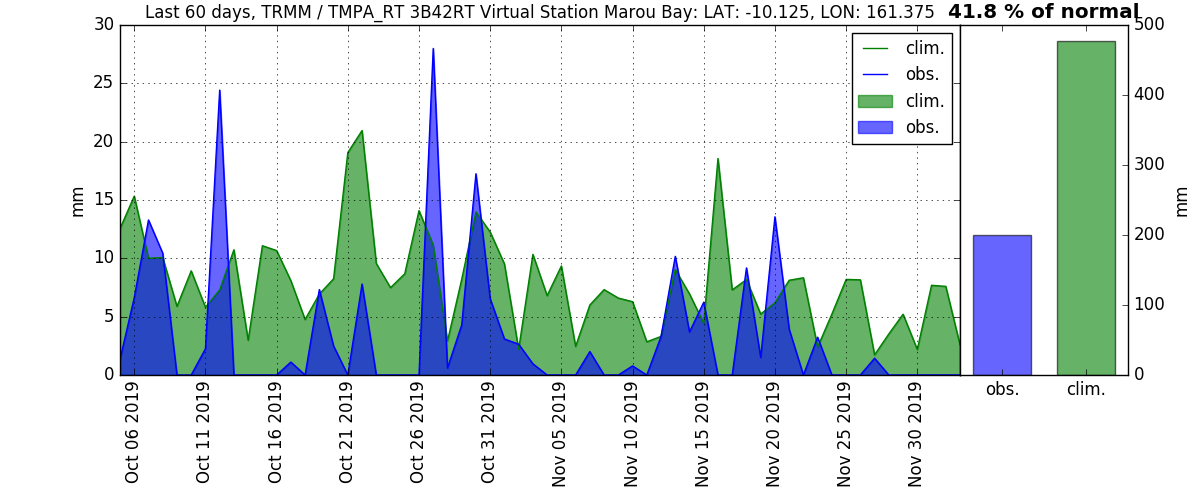 Last 60 days, TRMM / TMPA_RT 3B42RT Virtual Station Marou Bay: LAT: -10.125, LON: 161.375
41.8 % of normal
30
25
20
15
10
5
0
mm
clim.
obs.
clim.
obs.
Oct 06 2019
Oct 11 2019
Oct 16 2019
Oct 21 2019
Oct 26 2019
Oct 31 2019
Nov 05 2019
Nov 10 2019
Nov 15 2019
Nov 20 2019
Nov 25 2019
Nov 30 2019
500
400
300
200
100
0
mm
obs.
clim.